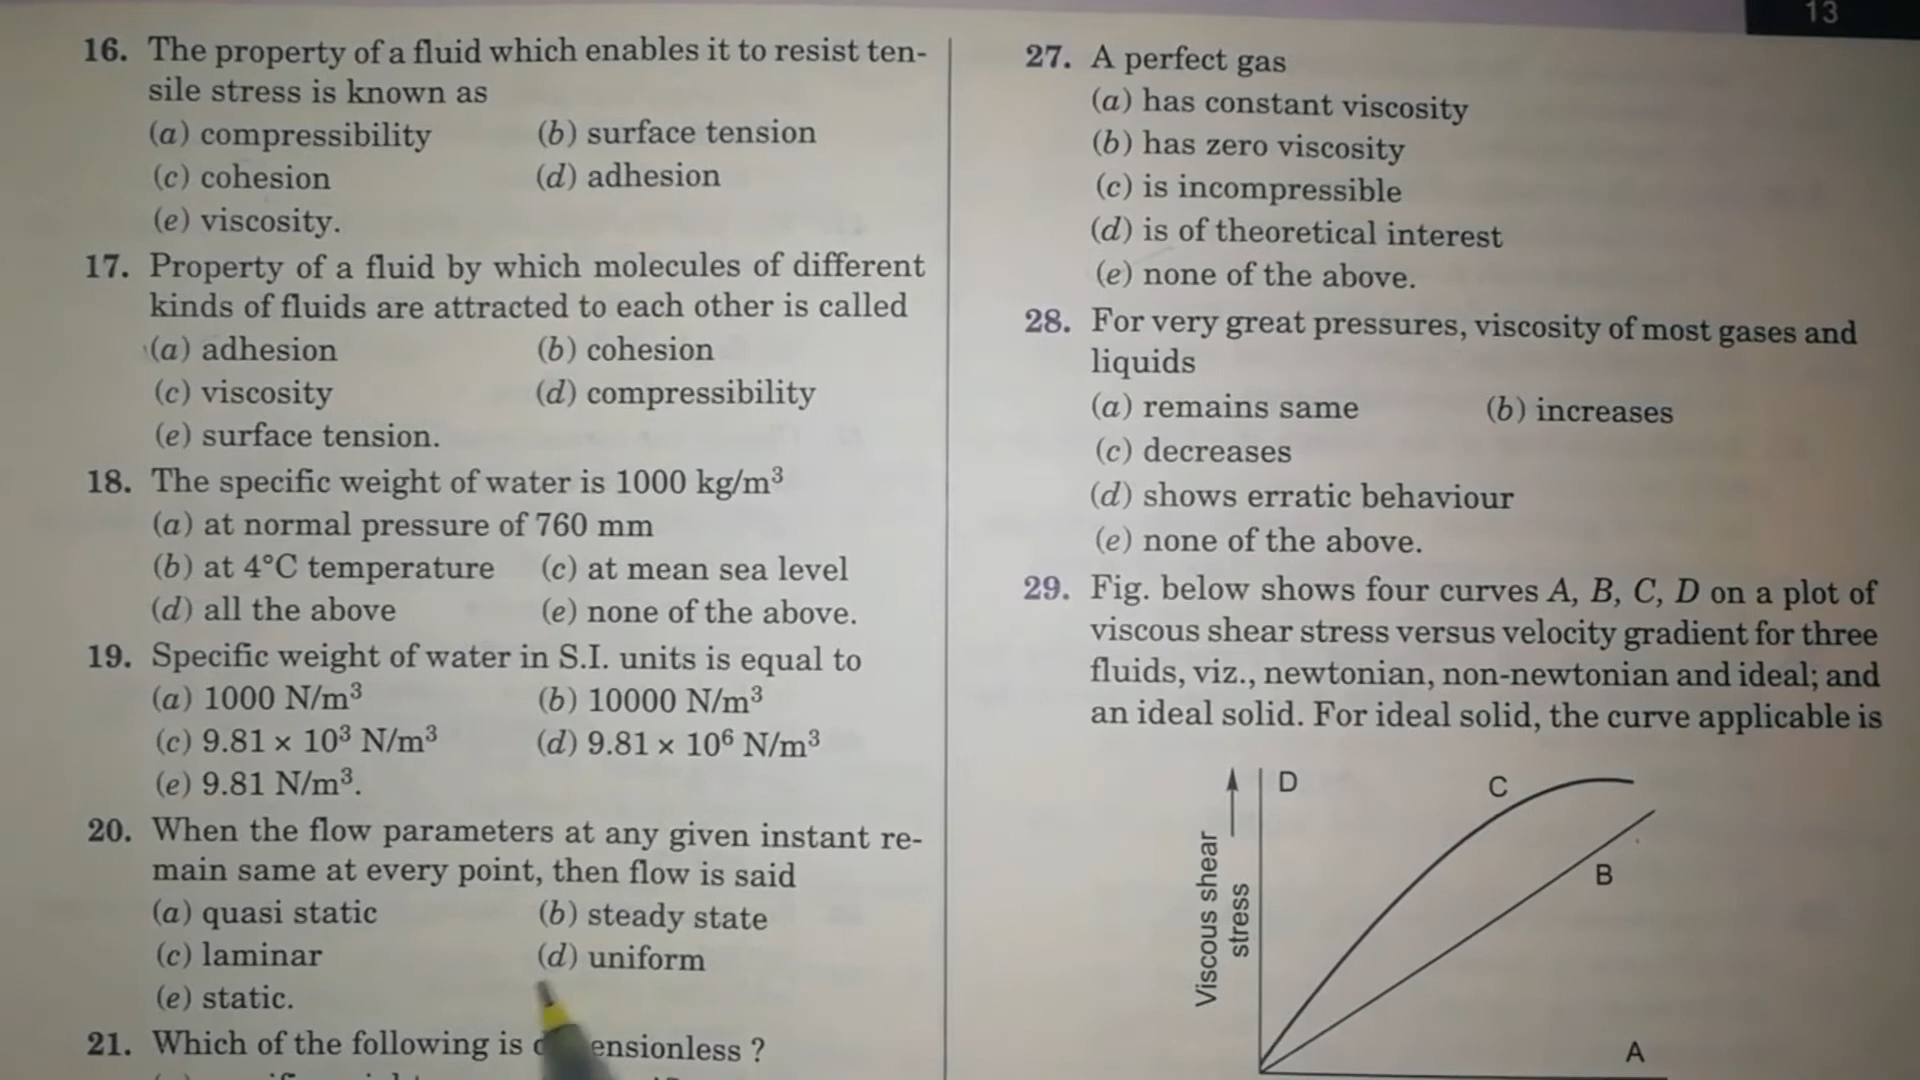 13
16. The property of a fluid which enables it to resist ten-
sile stress is known as
(a) compressibility (b) surface tension
(c) cohesion (d) adhesion
(e) viscosity.
17. Property of a fluid by which molecules of different
kinds of fluids are attracted to each other is called
(a) adhesion (b) cohesion
(c) viscosity (d) compressibility
(e) surface tension.
18. The specific weight of water is 1000 kg/m³
(a) at normal pressure of 760 mm
(b) at 4°C temperature (c) at mean sea level
(d) all the above (e) none of the above.
19. Specific weight of water in S.I. units is equal to
(a) 1000 N/m³ (b) 10000 N/m³
(c) 9.81 × 10³ N/m³ (d) 9.81 × 10⁶ N/m³
(e) 9.81 N/m³.
20. When the flow parameters at any given instant re-
main same at every point, then flow is said
(a) quasi static (b) steady state
(c) laminar (d) uniform
(e) static.
21. Which of the following is ensionless ?
27. A perfect gas
(a) has constant viscosity
(b) has zero viscosity
(c) is incompressible
(d) is of theoretical interest
(e) none of the above.
28. For very great pressures, viscosity of most gases and
liquids
(a) remains same (b) increases
(c) decreases
(d) shows erratic behaviour
(e) none of the above.
29. Fig. below shows four curves A, B, C, D on a plot of
viscous shear stress versus velocity gradient for three
fluids, viz., newtonian, non-newtonian and ideal; and
an ideal solid. For ideal solid, the curve applicable is
D
C
B
A
Viscous shear
stress